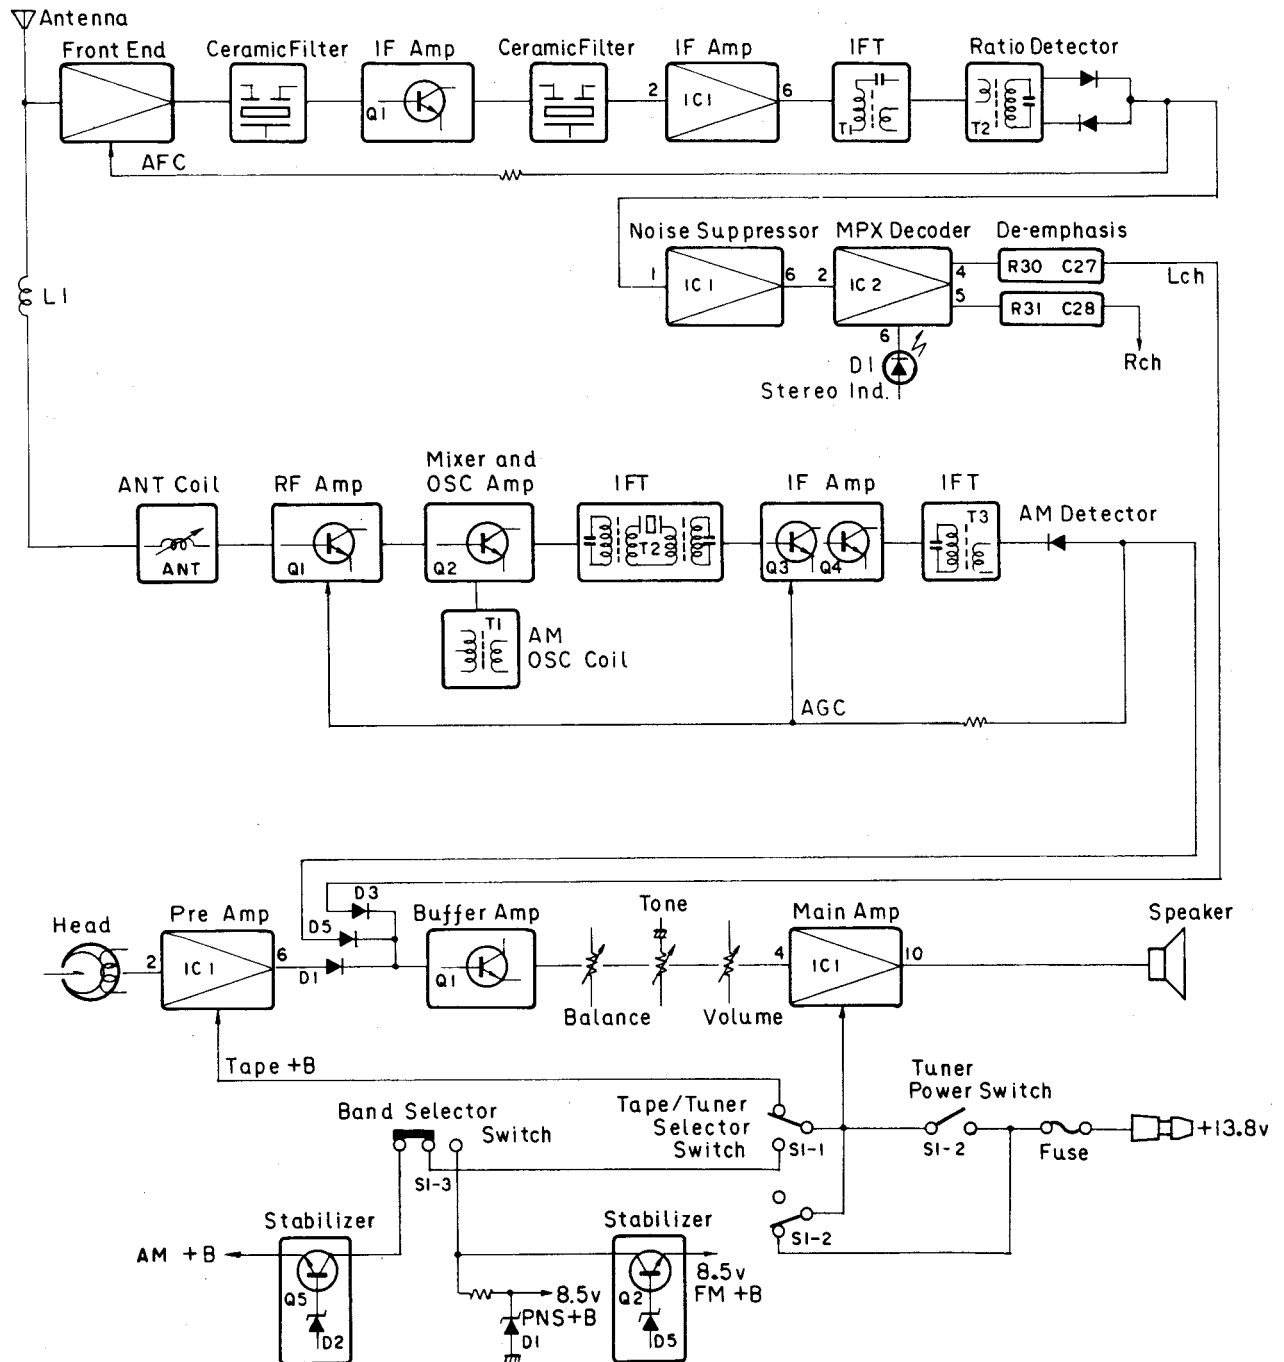 Antenna
Front End
Ceramic Filter
IF Amp
Ceramic Filter
IF Amp
IFT
Ratio Detector
Q1
2
IC1
6
T1
T2
AFC
Noise Suppressor
MPX Decoder
De-emphasis
1
IC1
6
2
IC2
4
5
R30 C27
R31 C28
Lch
Rch
6
D1
Stereo Ind.
L1
ANT Coil
RF Amp
Mixer and
OSC Amp
IFT
IF Amp
IFT
AM Detector
ANT
Q1
Q2
T2
Q3
Q4
T3
T1
AM
OSC Coil
AGC
Head
Pre Amp
D3
D5
D1
Buffer Amp
Tone
Main Amp
Speaker
2
IC1
6
Q1
4
IC1
10
Balance
Volume
Tape +B
Tuner
Power Switch
Band Selector
Switch
Tape/Tuner
Selector
Switch
S1-1
S1-2
Fuse
+13.8v
S1-3
S1-2
Stabilizer
Stabilizer
AM +B
Q5
D2
8.5v
PNS+B
D1
Q2
D5
8.5v
FM +B